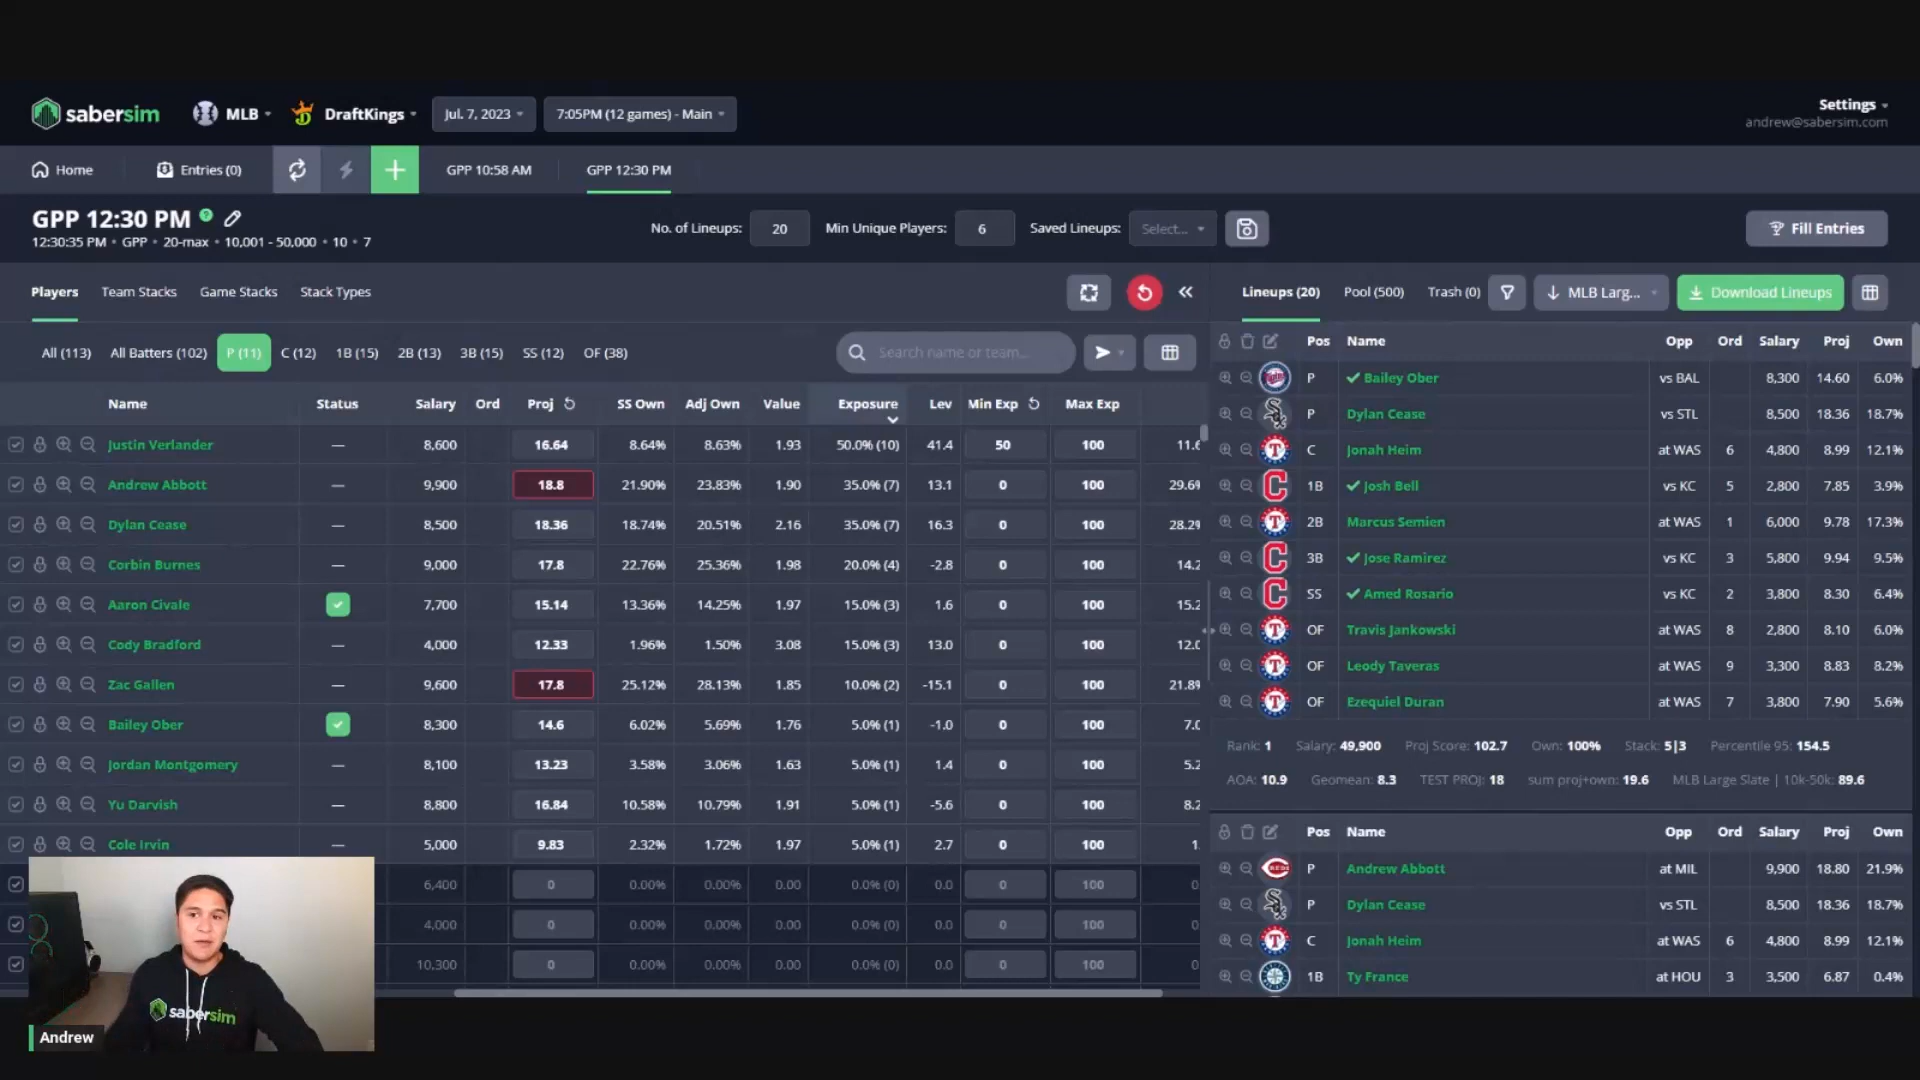 sabersim MLB DraftKings Jul. 7, 2023 7:05PM (12 games) - Main Settings
andrew@sabersim.com
Home Entries (0) + GPP 10:58 AM GPP 12:30 PM
GPP 12:30 PM ?
12:30:35 PM • GPP • 20-max • 10,001 - 50,000 • 10 • 7
No. of Lineups: 20 Min Unique Players: 6 Saved Lineups: Select... Fill Entries
Players Team Stacks Game Stacks Stack Types
All (113) All Batters (102) P (11) C (12) 1B (15) 2B (13) 3B (15) SS (12) OF (38) Search name or team...
Name Status Salary Ord Proj SS Own Adj Own Value Exposure Lev Min Exp Max Exp
Justin Verlander — 8,600 16.64 8.64% 8.63% 1.93 50.0% (10) 41.4 50 100
Andrew Abbott — 9,900 18.8 21.90% 23.83% 1.90 35.0% (7) 13.1 0 100
Dylan Cease — 8,500 18.36 18.74% 20.51% 2.16 35.0% (7) 16.3 0 100
Corbin Burnes — 9,000 17.8 22.76% 25.36% 1.98 20.0% (4) -2.8 0 100
Aaron Civale 7,700 15.14 13.36% 14.25% 1.97 15.0% (3) 1.6 0 100
Cody Bradford — 4,000 12.33 1.96% 1.50% 3.08 15.0% (3) 13.0 0 100
Zac Gallen — 9,600 17.8 25.12% 28.13% 1.85 10.0% (2) -15.1 0 100 21.8%
Bailey Ober 8,300 14.6 6.02% 5.69% 1.76 5.0% (1) -1.0 0 100
Jordan Montgomery — 8,100 13.23 3.58% 3.06% 1.63 5.0% (1) 1.4 0 100
Yu Darvish — 8,800 16.84 10.58% 10.79% 1.91 5.0% (1) -5.6 0 100
Cole Irvin — 5,000 9.83 2.32% 1.72% 1.97 5.0% (1) 2.7 0 100
6,400 0 0.00% 0.00% 0.00 0.0% (0) 0.0 0 100
4,000 0 0.00% 0.00% 0.00 0.0% (0) 0.0 0 100
10,300 0 0.00% 0.00% 0.00 0.0% (0) 0.0 0 100
sabersim
Andrew
Lineups (20) Pool (500) Trash (0) MLB Larg... Download Lineups
Pos Name Opp Ord Salary Proj Own
P Bailey Ober vs BAL 8,300 14.60 6.0%
P Dylan Cease vs STL 8,500 18.36 18.7%
C Jonah Heim at WAS 6 4,800 8.99 12.1%
1B Josh Bell vs KC 5 2,800 7.85 3.9%
2B Marcus Semien at WAS 1 6,000 9.78 17.3%
3B Jose Ramirez vs KC 3 5,800 9.94 9.5%
SS Amed Rosario vs KC 2 3,800 8.30 6.4%
OF Travis Jankowski at WAS 8 2,800 8.10 6.0%
OF Leody Taveras at WAS 9 3,300 8.83 8.2%
OF Ezequiel Duran at WAS 7 3,800 7.90 5.6%
Rank: 1 Salary: 49,900 Proj Score: 102.7 Own: 100% Stack: 5|3 Percentile 95: 154.5
AOA: 10.9 Geomean: 8.3 TEST PROJ: 18 sum proj+own: 19.6 MLB Large Slate | 10k-50k: 89.6
Pos Name Opp Ord Salary Proj Own
P Andrew Abbott at MIL 9,900 18.80 21.9%
P Dylan Cease vs STL 8,500 18.36 18.7%
C Jonah Heim at WAS 6 4,800 8.99 12.1%
1B Ty France at HOU 3 3,500 6.87 0.4%